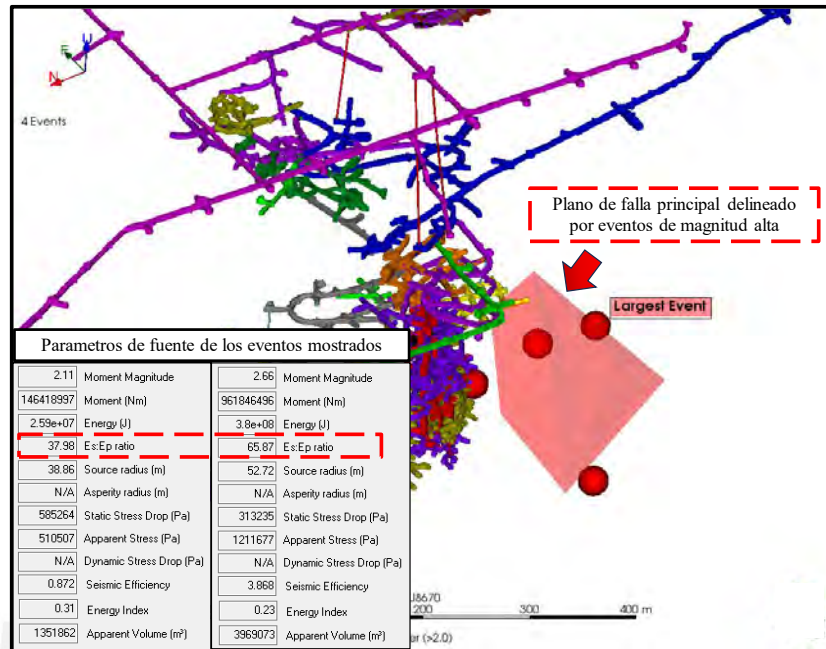 U
E
N
4 Events
Plano de falla principal delineado
por eventos de magnitud alta
Largest Event
Parametros de fuente de los eventos mostrados
2.11 Moment Magnitude
146418997 Moment (Nm)
2.59e+07 Energy (J)
37.98 Es:Ep ratio
38.86 Source radius (m)
N/A Asperity radius (m)
585264 Static Stress Drop (Pa)
510507 Apparent Stress (Pa)
N/A Dynamic Stress Drop (Pa)
0.872 Seismic Efficiency
0.31 Energy Index
1351862 Apparent Volume (m³)
2.66 Moment Magnitude
961846496 Moment (Nm)
3.8e+08 Energy (J)
65.87 Es:Ep ratio
52.72 Source radius (m)
N/A Asperity radius (m)
313235 Static Stress Drop (Pa)
1211677 Apparent Stress (Pa)
N/A Dynamic Stress Drop (Pa)
3.868 Seismic Efficiency
0.23 Energy Index
3969073 Apparent Volume (m³)
200 300 400 m
(>2.0)